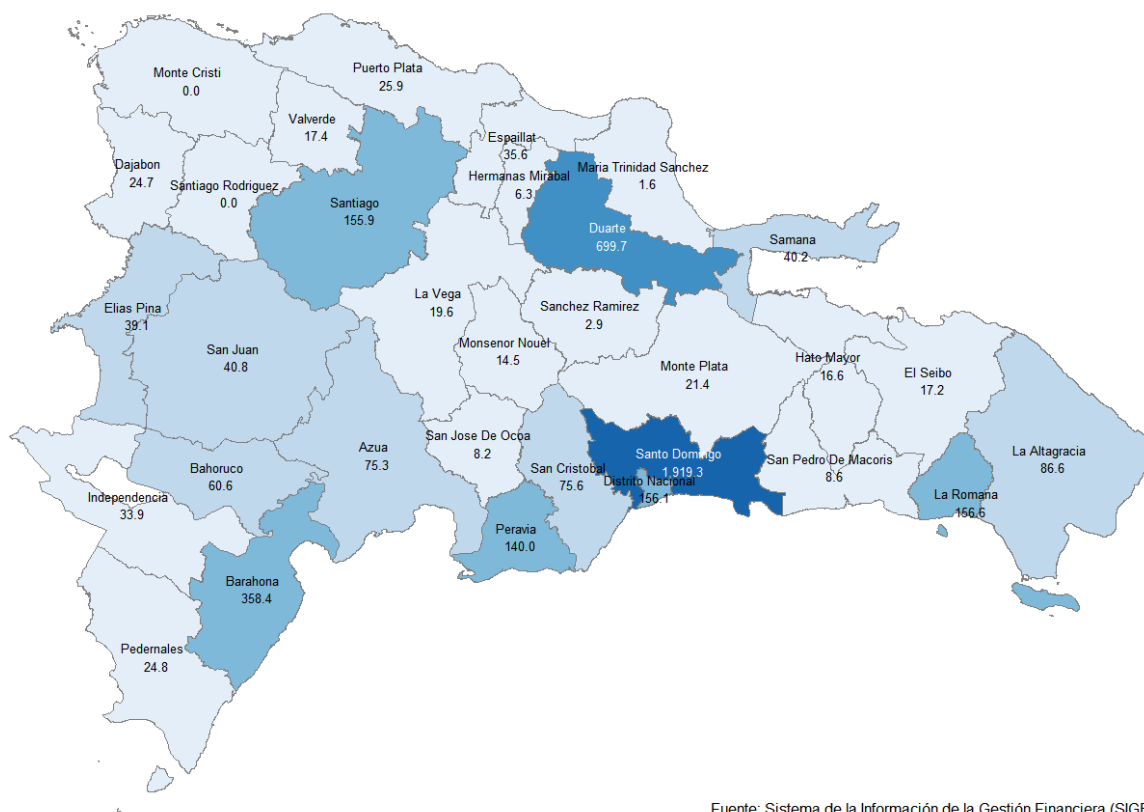 Monte Cristi
0.0
Puerto Plata
25.9
Valverde
17.4
Espaillat
35.6
Dajabon
24.7
Santiago Rodriguez
0.0
Santiago
155.9
Hermanas Mirabal
6.3
Maria Trinidad Sanchez
1.6
Duarte
699.7
Samana
40.2
Elias Pina
39.1
San Juan
40.8
La Vega
19.6
Monsenor Nouel
14.5
Sanchez Ramirez
2.9
Monte Plata
21.4
Hato Mayor
16.6
El Seibo
17.2
La Altagracia
86.6
Azua
75.3
San Jose De Ocoa
8.2
San Cristobal
75.6
Santo Domingo
1,919.3
Distrito Nacional
156.1
San Pedro De Macoris
8.6
La Romana
156.6
Bahoruco
60.6
Independencia
33.9
Peravia
140.0
Barahona
358.4
Pedernales
24.8
Fuente: Sistema de la Información de la Gestión Financiera (SIGE